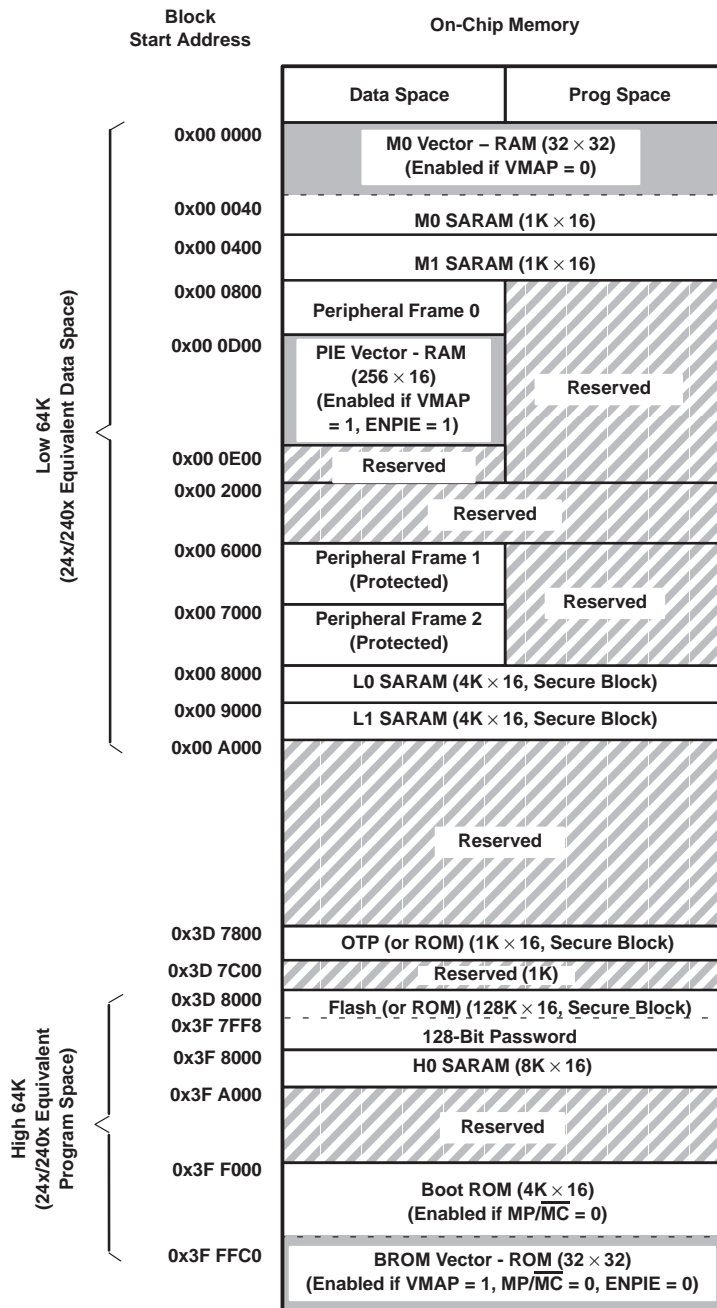 Block
Start Address
On-Chip Memory
Data Space
Prog Space
Low 64K
(24x/240x Equivalent Data Space)
0x00 0000
M0 Vector – RAM (32 × 32)
(Enabled if VMAP = 0)
0x00 0040
M0 SARAM (1K × 16)
0x00 0400
M1 SARAM (1K × 16)
0x00 0800
Peripheral Frame 0
0x00 0D00
PIE Vector - RAM
(256 × 16)
(Enabled if VMAP
= 1, ENPIE = 1)
Reserved
0x00 0E00
Reserved
0x00 2000
Reserved
0x00 6000
Peripheral Frame 1
(Protected)
Reserved
0x00 7000
Peripheral Frame 2
(Protected)
0x00 8000
L0 SARAM (4K × 16, Secure Block)
0x00 9000
L1 SARAM (4K × 16, Secure Block)
0x00 A000
Reserved
0x3D 7800
OTP (or ROM) (1K × 16, Secure Block)
0x3D 7C00
Reserved (1K)
High 64K
(24x/240x Equivalent
Program Space)
0x3D 8000
Flash (or ROM) (128K × 16, Secure Block)
0x3F 7FF8
128-Bit Password
0x3F 8000
H0 SARAM (8K × 16)
0x3F A000
Reserved
0x3F F000
Boot ROM (4K × 16)
(Enabled if MP/M̅C̅ = 0)
0x3F FFC0
BROM Vector - ROM (32 × 32)
(Enabled if VMAP = 1, MP/M̅C̅ = 0, ENPIE = 0)